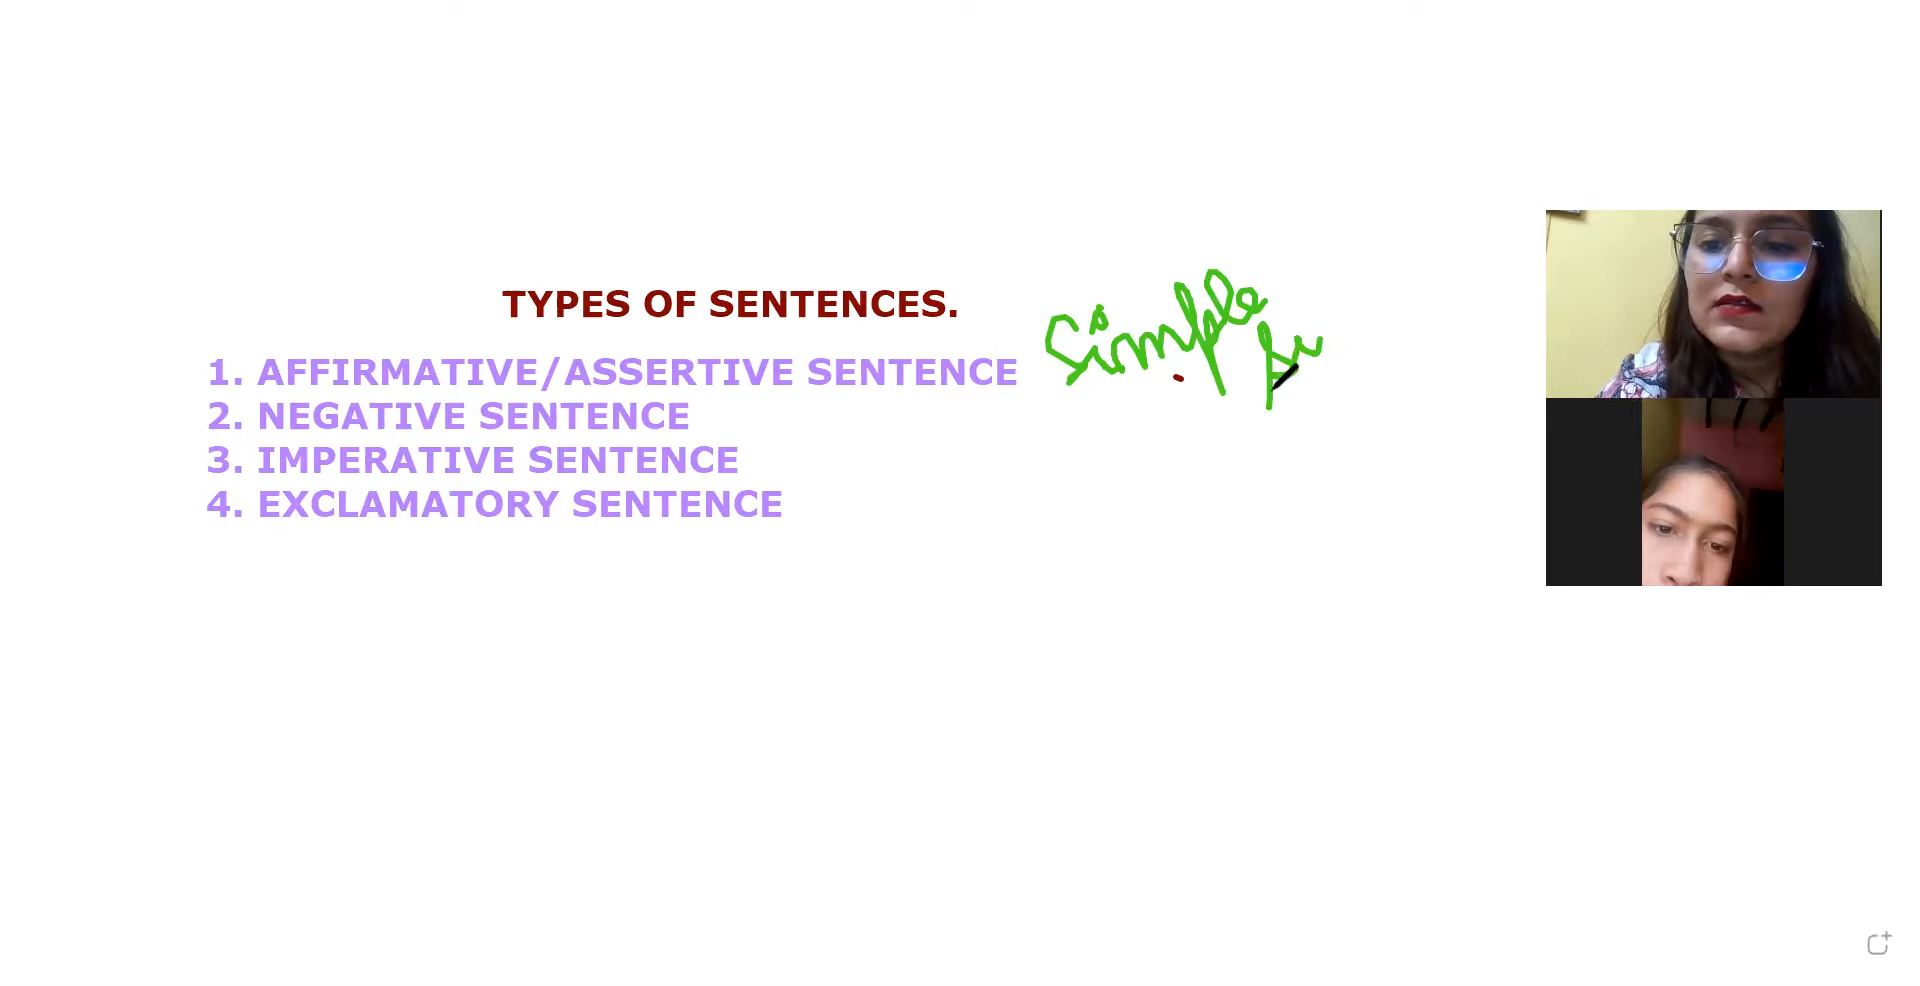 TYPES OF SENTENCES.
Simple
1. AFFIRMATIVE/ASSERTIVE SENTENCE
2. NEGATIVE SENTENCE
3. IMPERATIVE SENTENCE
4. EXCLAMATORY SENTENCE